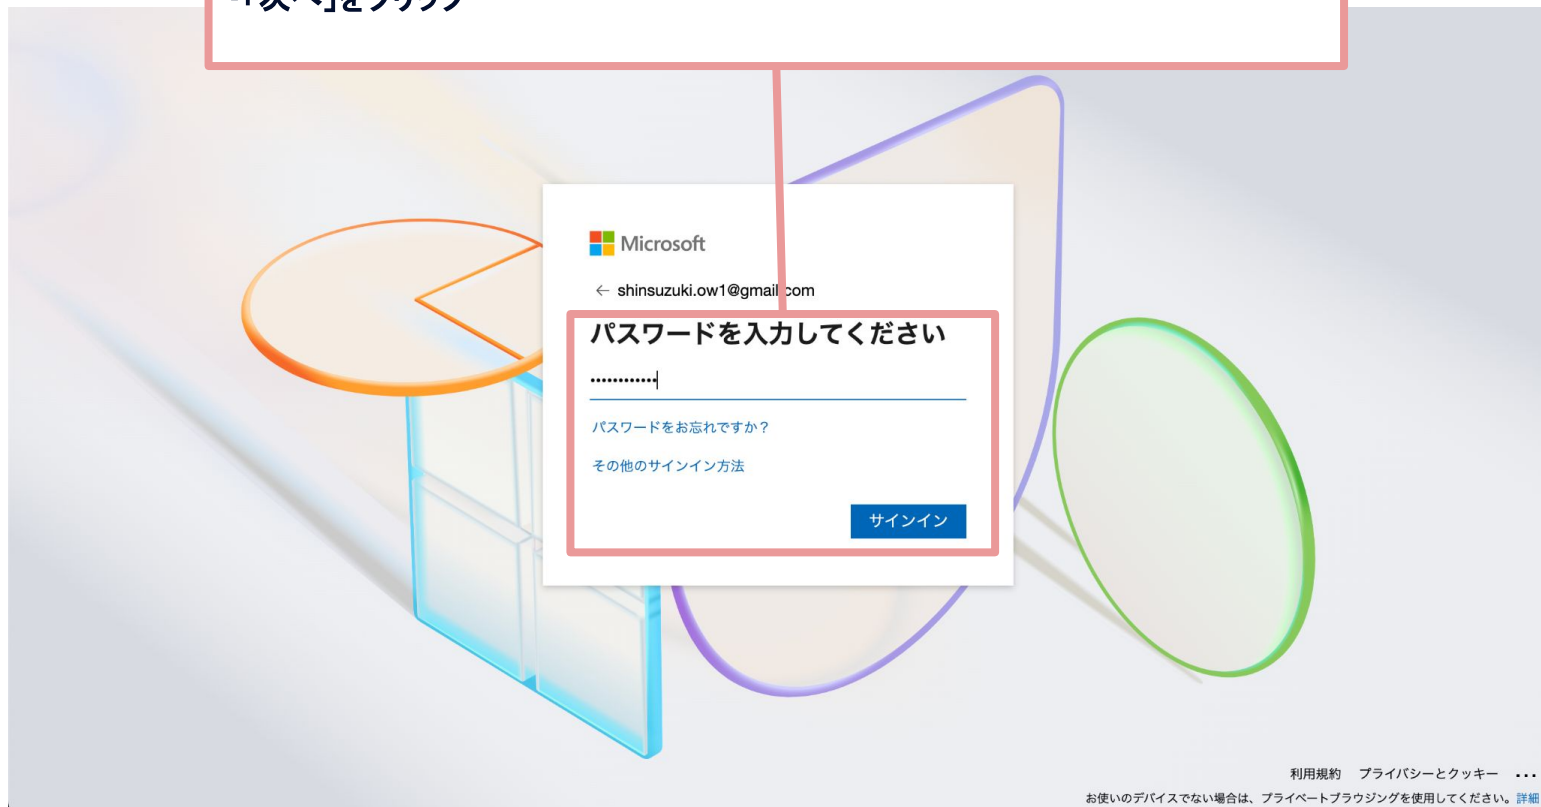 -「次へ」をクリック
Microsoft
← shinsuzuki.ow1@gmail.com
パスワードを入力してください
••••••••••••
パスワードをお忘れですか？
その他のサインイン方法
サインイン
利用規約 プライバシーとクッキー ...
お使いのデバイスでない場合は、プライベートブラウジングを使用してください。詳細